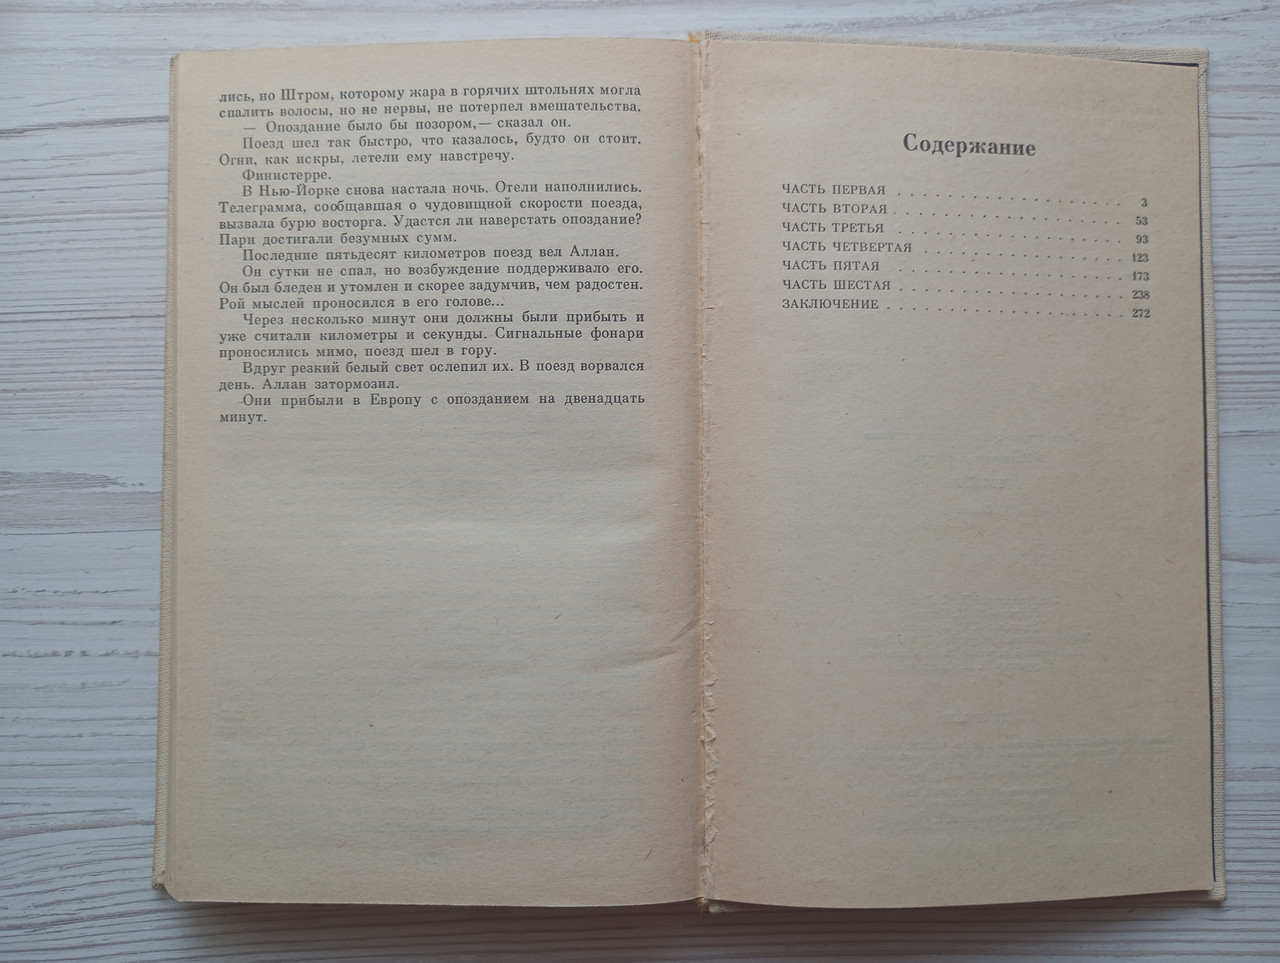 лись, но Штром, которому жара в горячих штольнях могла
спалить волосы, но не нервы, не потерпел вмешательства.
— Опоздание было бы позором,— сказал он.
Поезд шел так быстро, что казалось, будто он стоит.
Огни, как искры, летели ему навстречу.
Финистерре.
В Нью-Йорке снова настала ночь. Отели наполнились.
Телеграмма, сообщавшая о чудовищной скорости поезда,
вызвала бурю восторга. Удастся ли наверстать опоздание?
Пари достигали безумных сумм.
Последние пятьдесят километров поезд вел Аллан.
Он сутки не спал, но возбуждение поддерживало его.
Он был бледен и утомлен и скорее задумчив, чем радостен.
Рой мыслей проносился в его голове...
Через несколько минут они должны были прибыть и
уже считали километры и секунды. Сигнальные фонари
проносились мимо, поезд шел в гору.
Вдруг резкий белый свет ослепил их. В поезд ворвался
день. Аллан затормозил.
Они прибыли в Европу с опозданием на двенадцать
минут.
Содержание
ЧАСТЬ ПЕРВАЯ . . . . . . . . . . . . . . . . . . . 3
ЧАСТЬ ВТОРАЯ . . . . . . . . . . . . . . . . . . . 53
ЧАСТЬ ТРЕТЬЯ . . . . . . . . . . . . . . . . . . . 93
ЧАСТЬ ЧЕТВЕРТАЯ . . . . . . . . . . . . . . . . . 123
ЧАСТЬ ПЯТАЯ . . . . . . . . . . . . . . . . . . . 173
ЧАСТЬ ШЕСТАЯ . . . . . . . . . . . . . . . . . . . 238
ЗАКЛЮЧЕНИЕ . . . . . . . . . . . . . . . . . . . . 272